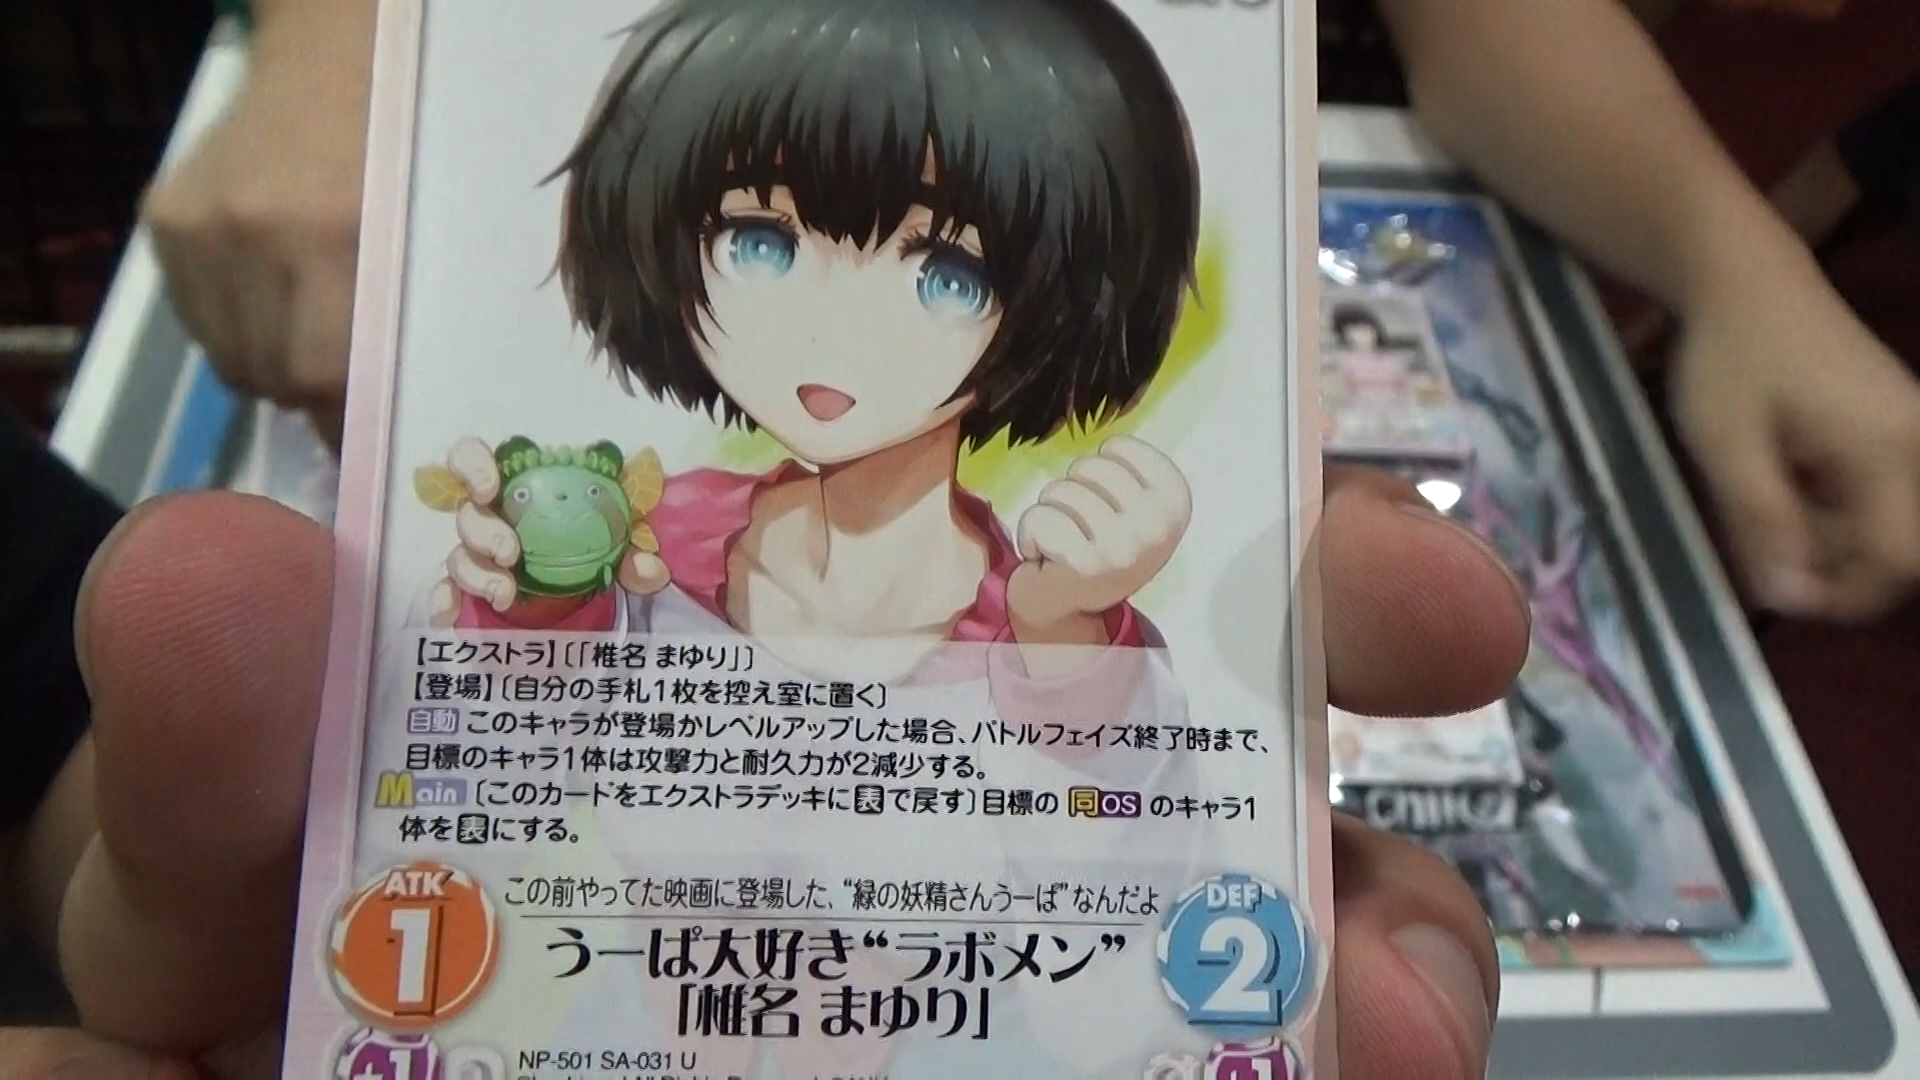 【エクストラ】〔「椎名 まゆり」〕
【登場】〔自分の手札1枚を控え室に置く〕
自動 このキャラが登場かレベルアップした場合、バトルフェイズ終了時まで、
目標のキャラ1体は攻撃力と耐久力が2減少する。
Main 〔このカードをエクストラデッキに表で戻す〕目標の 同OS のキャラ1
体を表にする。
ATK
1
この前やってた映画に登場した、“緑の妖精さんうーぱ”なんだよ
DEF
2
うーぱ大好き“ラボメン”
「椎名 まゆり」
+1
NP-501 SA-031 U